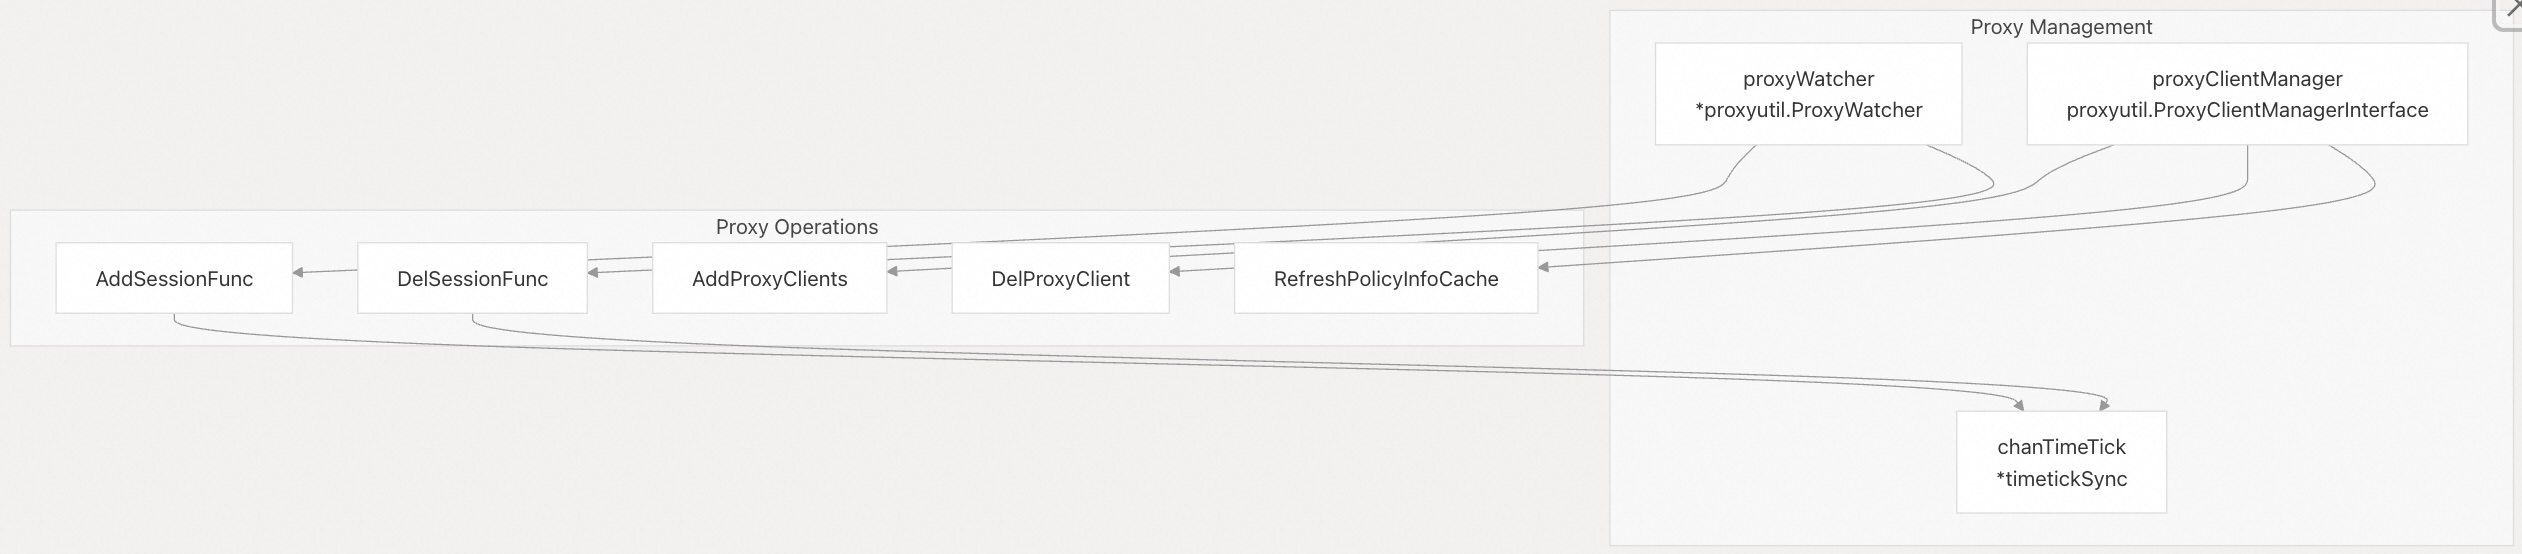 Proxy Management
proxyWatcher
*proxyutil.ProxyWatcher
proxyClientManager
proxyutil.ProxyClientManagerInterface
Proxy Operations
AddSessionFunc
DelSessionFunc
AddProxyClients
DelProxyClient
RefreshPolicyInfoCache
chanTimeTick
*timetickSync